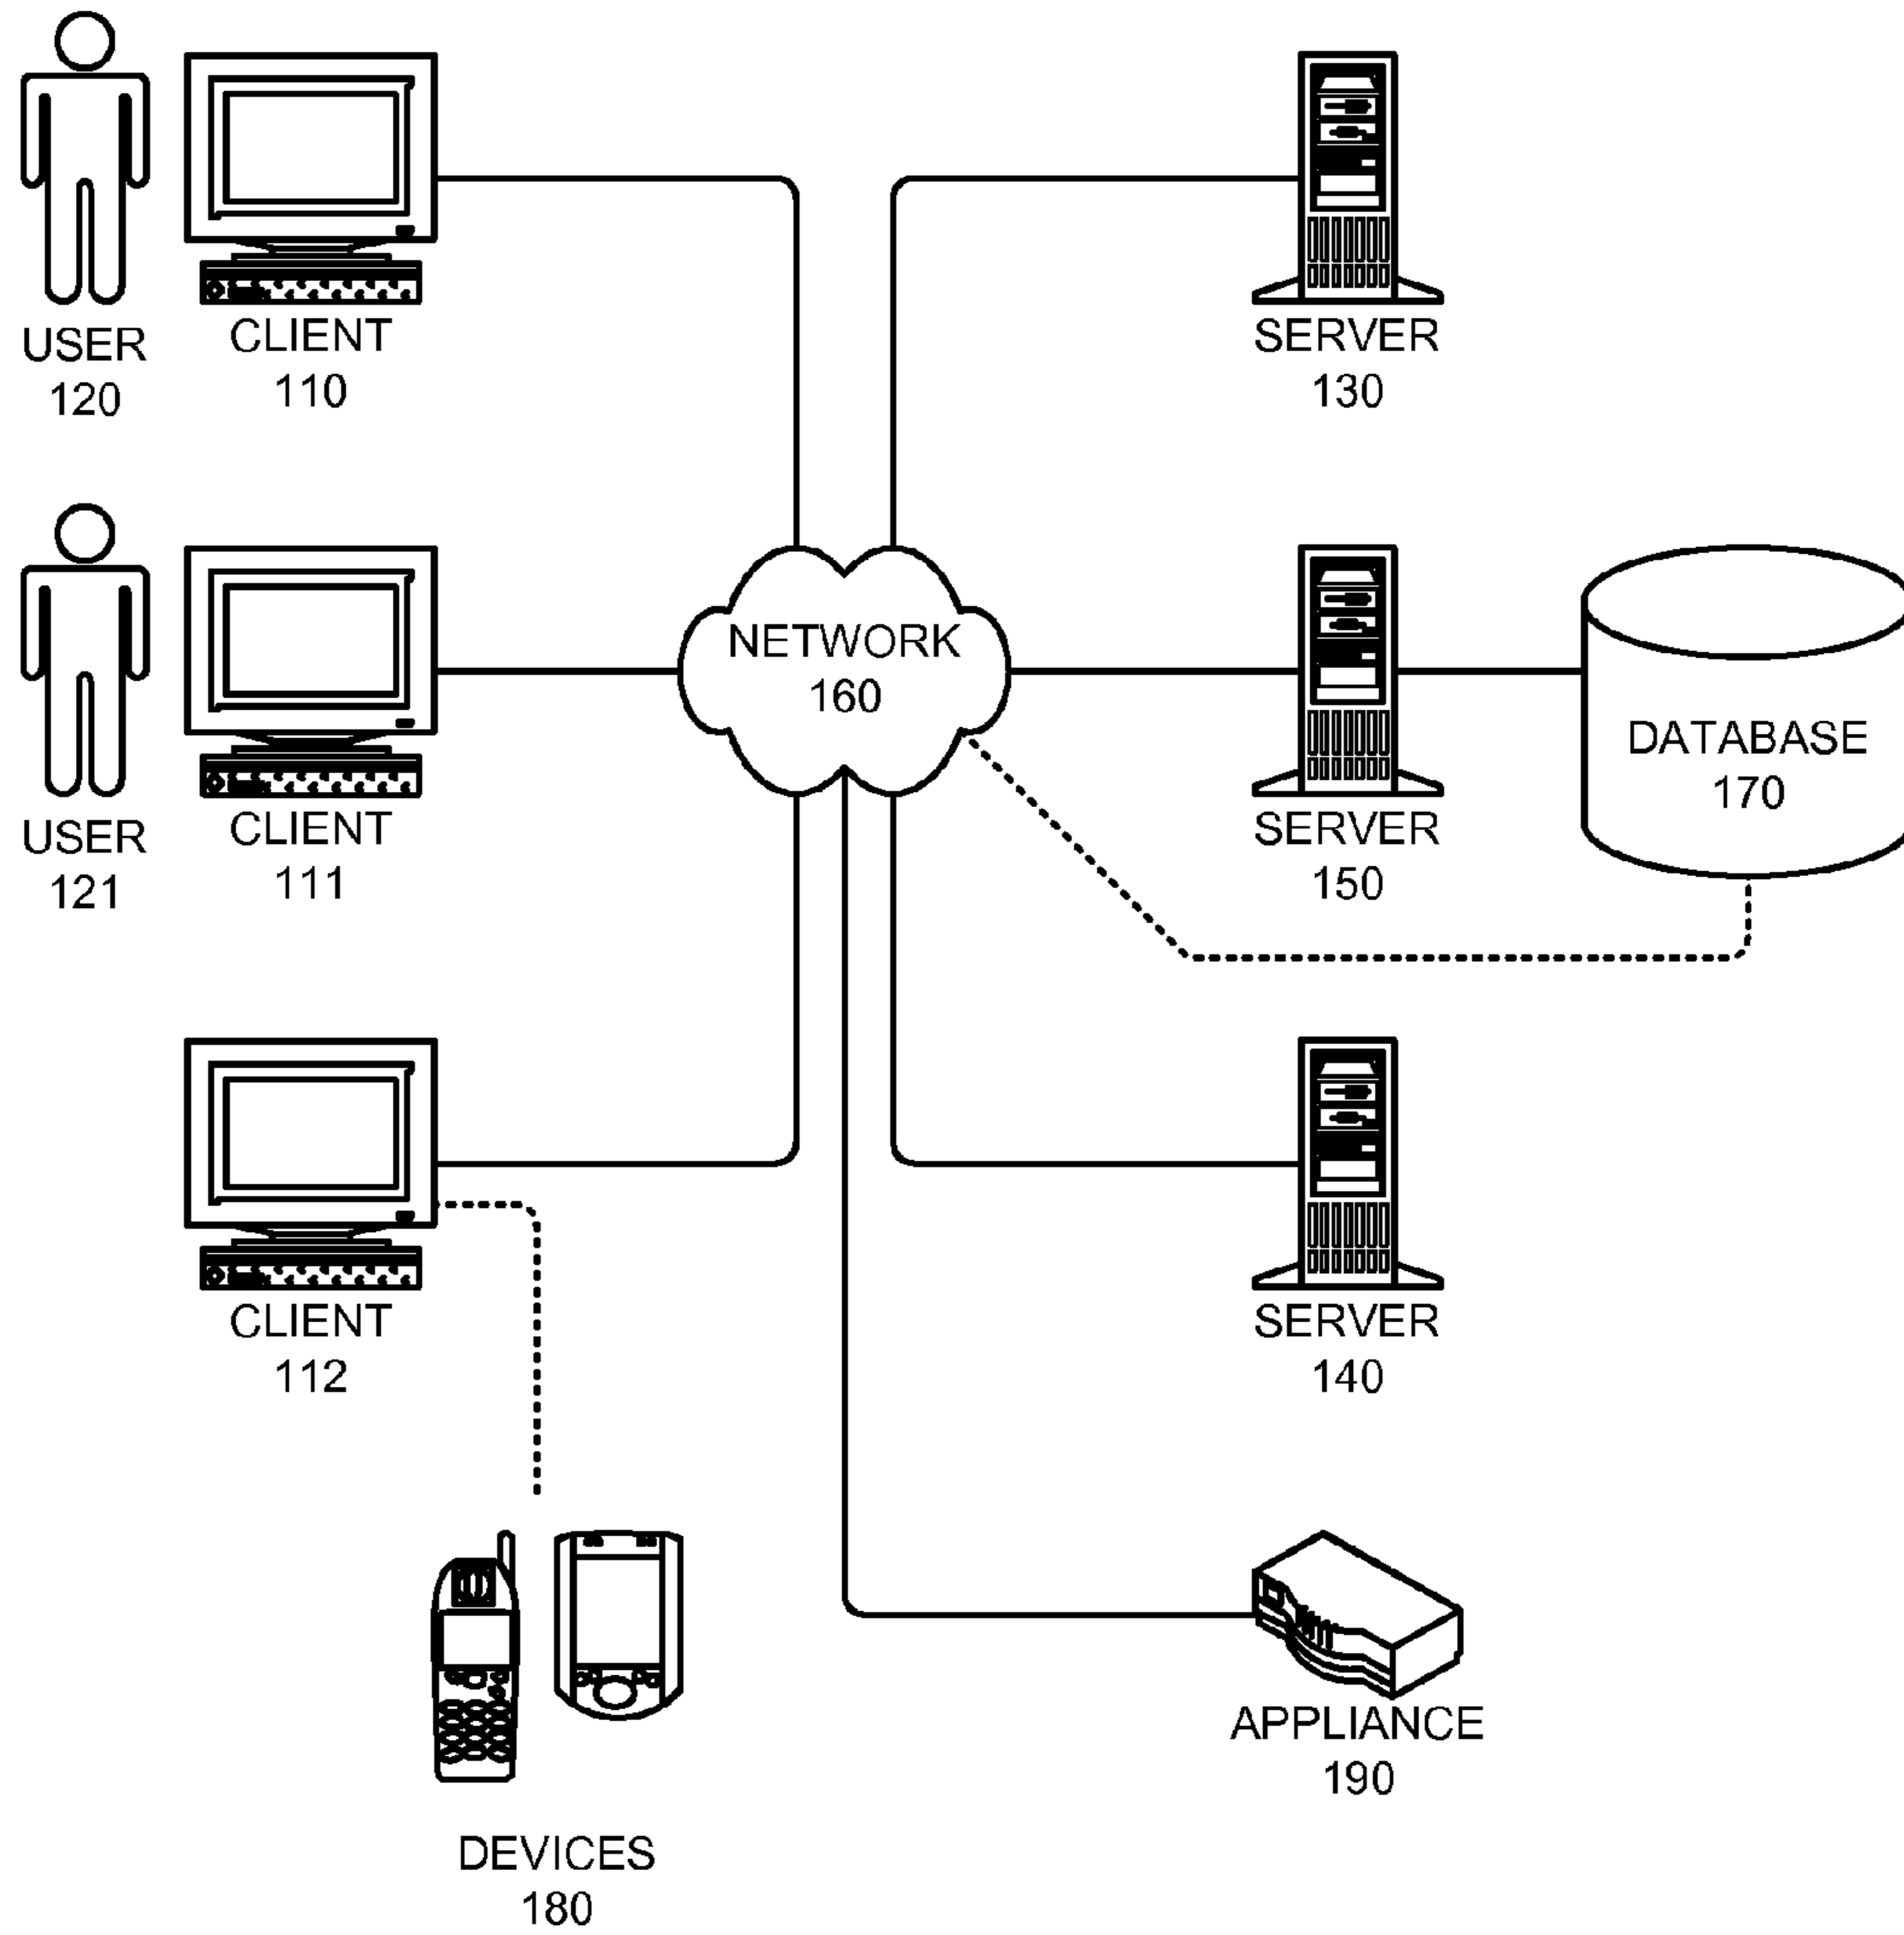 USER
120
CLIENT
110
SERVER
130
NETWORK
160
USER
121
CLIENT
111
SERVER
150
DATABASE
170
CLIENT
112
SERVER
140
DEVICES
180
APPLIANCE
190